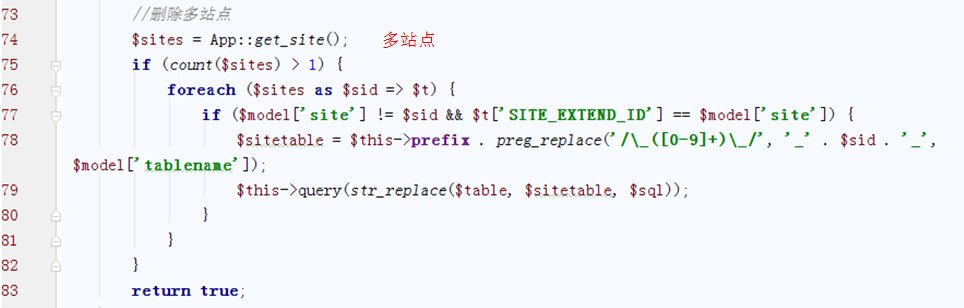 73 //删除多站点
74 $sites = App::get_site(); 多站点
75 if (count($sites) > 1) {
76 foreach ($sites as $sid => $t) {
77 if ($model['site'] != $sid && $t['SITE_EXTEND_ID'] == $model['site']) {
78 $sitetable = $this->prefix . preg_replace('/\_([0-9]+)\_/', '_' . $sid . '_',
$model['tablename']);
79 $this->query(str_replace($table, $sitetable, $sql));
80 }
81 }
82 }
83 return true;